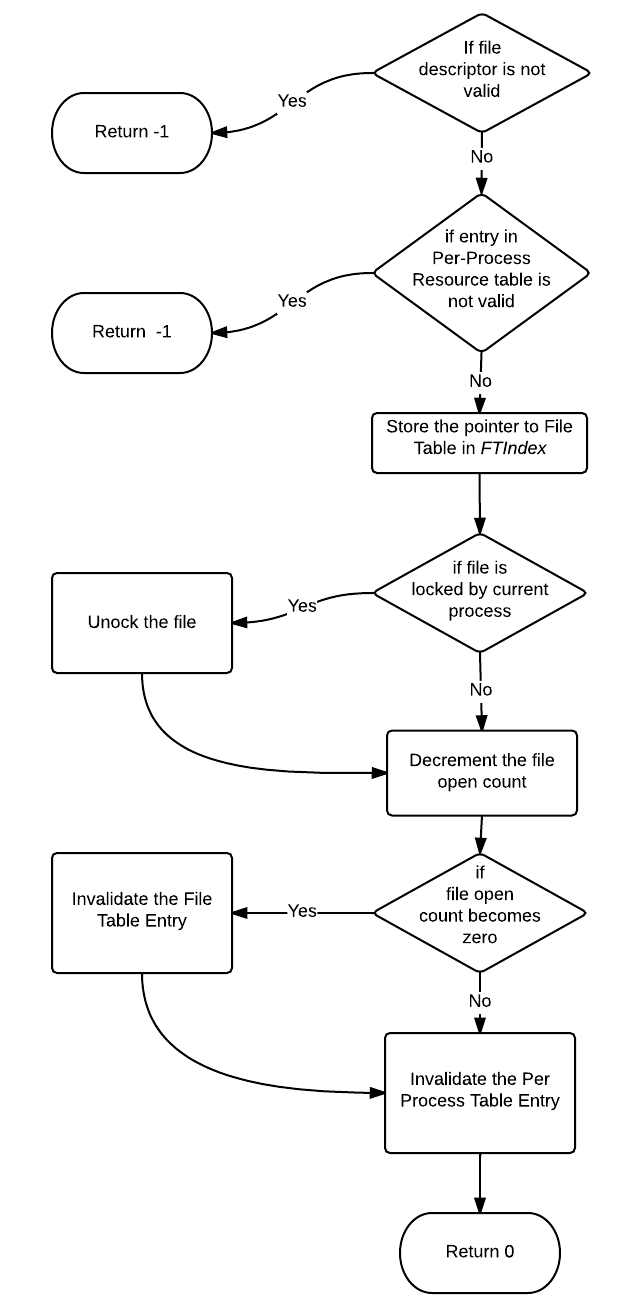 If file
descriptor is not
valid
Yes
Return -1
No
if entry in
Per-Process
Resource table is
not valid
Yes
Return  -1
No
Store the pointer to File
Table in FTIndex
if file is
locked by current
process
Yes
Unock the file
No
Decrement the file
open count
if
file open
count becomes
zero
Yes
Invalidate the File
Table Entry
No
Invalidate the Per
Process Table Entry
Return 0